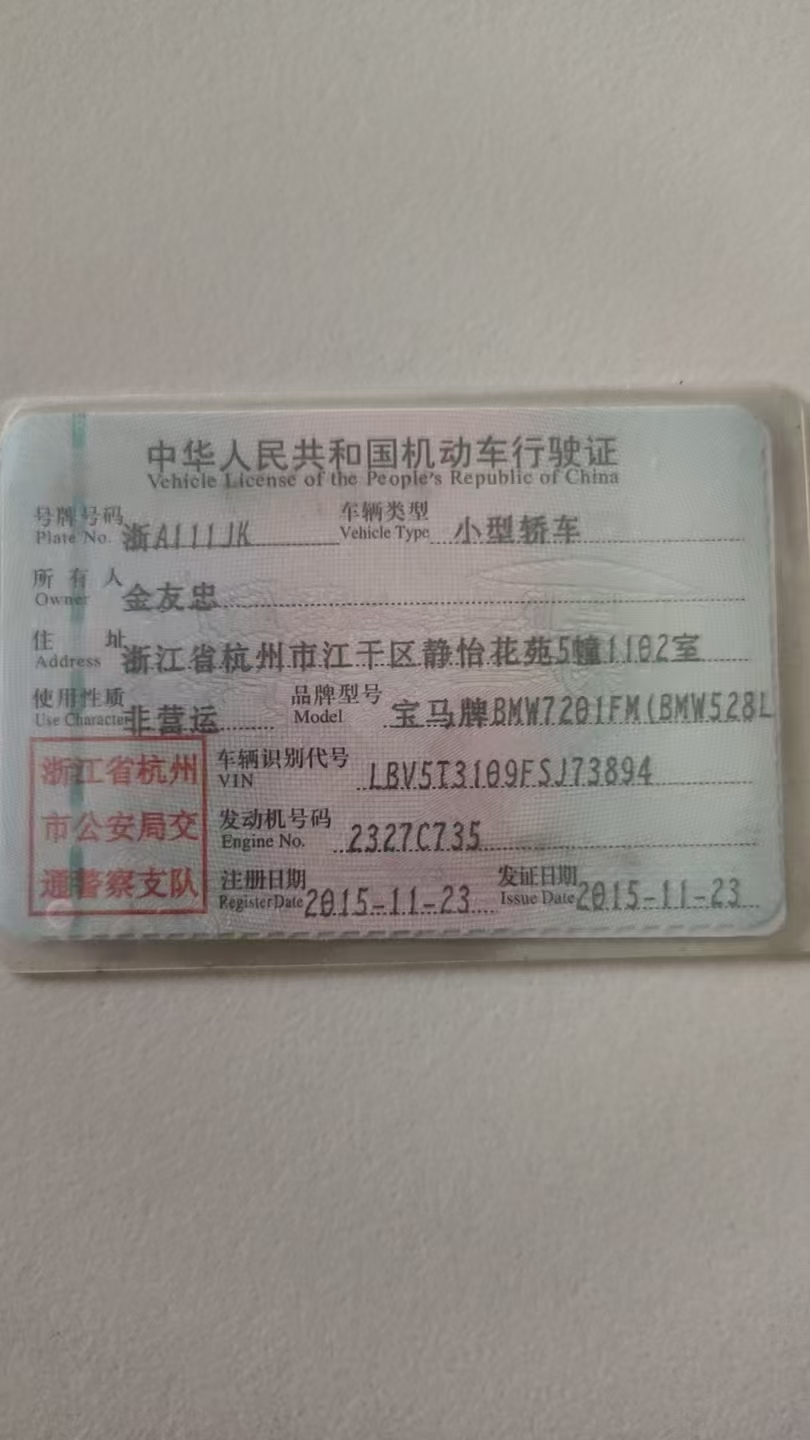 中华人民共和国机动车行驶证
Vehicle License of the People's Republic of China
号牌号码 浙A111JK 车辆类型 小型轿车
Plate No. Vehicle Type
所有人 金友忠
Owner
住址 浙江省杭州市江干区静怡花苑5幢1102室
Address
使用性质 非营运 品牌型号 宝马牌BMW7201FM(BMW528L
Use Character Model
浙江省杭州
市公安局交
通警察支队
车辆识别代号 LBV5T3109FSJ73894
VIN
发动机号码 2327C735
Engine No.
注册日期 2015-11-23 发证日期 2015-11-23
Register Date Issue Date